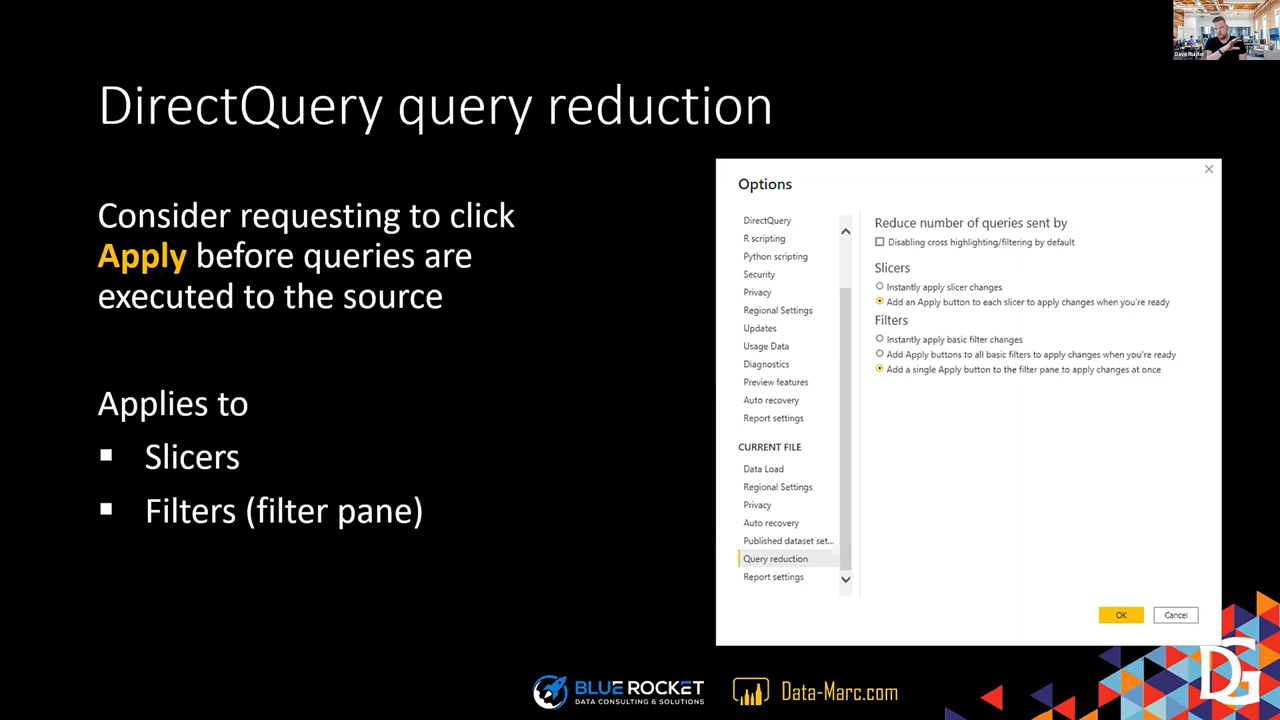 Dave Ruijter
DirectQuery query reduction
Consider requesting to click
Apply before queries are
executed to the source
Applies to
▪ Slicers
▪ Filters (filter pane)
Options
DirectQuery
R scripting
Python scripting
Security
Privacy
Regional Settings
Updates
Usage Data
Diagnostics
Preview features
Auto recovery
Report settings
CURRENT FILE
Data Load
Regional Settings
Privacy
Auto recovery
Published dataset set...
Query reduction
Report settings
Reduce number of queries sent by
Disabling cross highlighting/filtering by default
Slicers
Instantly apply slicer changes
Add an Apply button to each slicer to apply changes when you're ready
Filters
Instantly apply basic filter changes
Add Apply buttons to all basic filters to apply changes when you're ready
Add a single Apply button to the filter pane to apply changes at once
OK
Cancel
BLUE ROCKET
DATA CONSULTING & SOLUTIONS
Data-Marc.com
DG